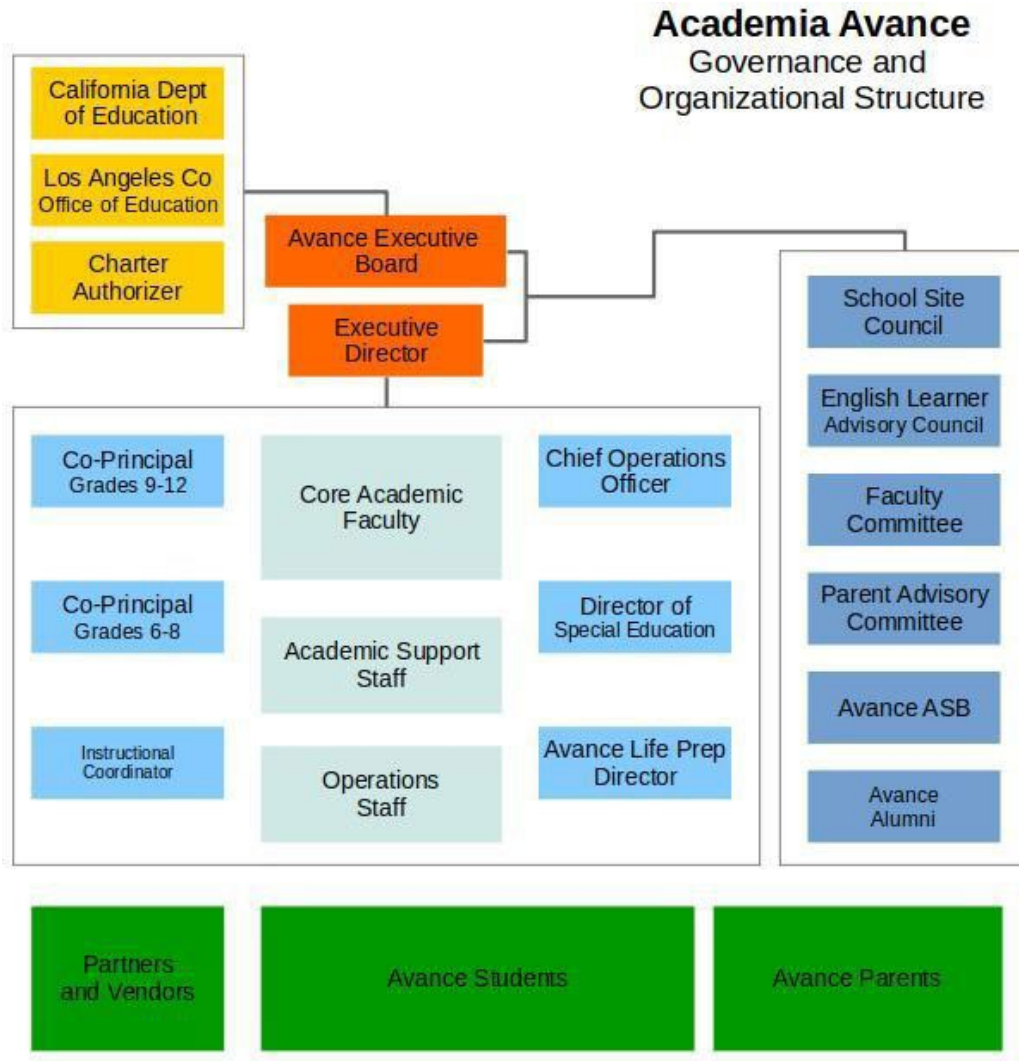 Academia Avance
Governance and
Organizational Structure
California Dept
of Education
Los Angeles Co
Office of Education
Charter
Authorizer
Avance Executive
Board
Executive
Director
School Site
Council
English Learner
Advisory Council
Faculty
Committee
Parent Advisory
Committee
Avance ASB
Avance
Alumni
Co-Principal
Grades 9-12
Co-Principal
Grades 6-8
Instructional
Coordinator
Core Academic
Faculty
Academic Support
Staff
Operations
Staff
Chief Operations
Officer
Director of
Special Education
Avance Life Prep
Director
Partners
and Vendors
Avance Students
Avance Parents